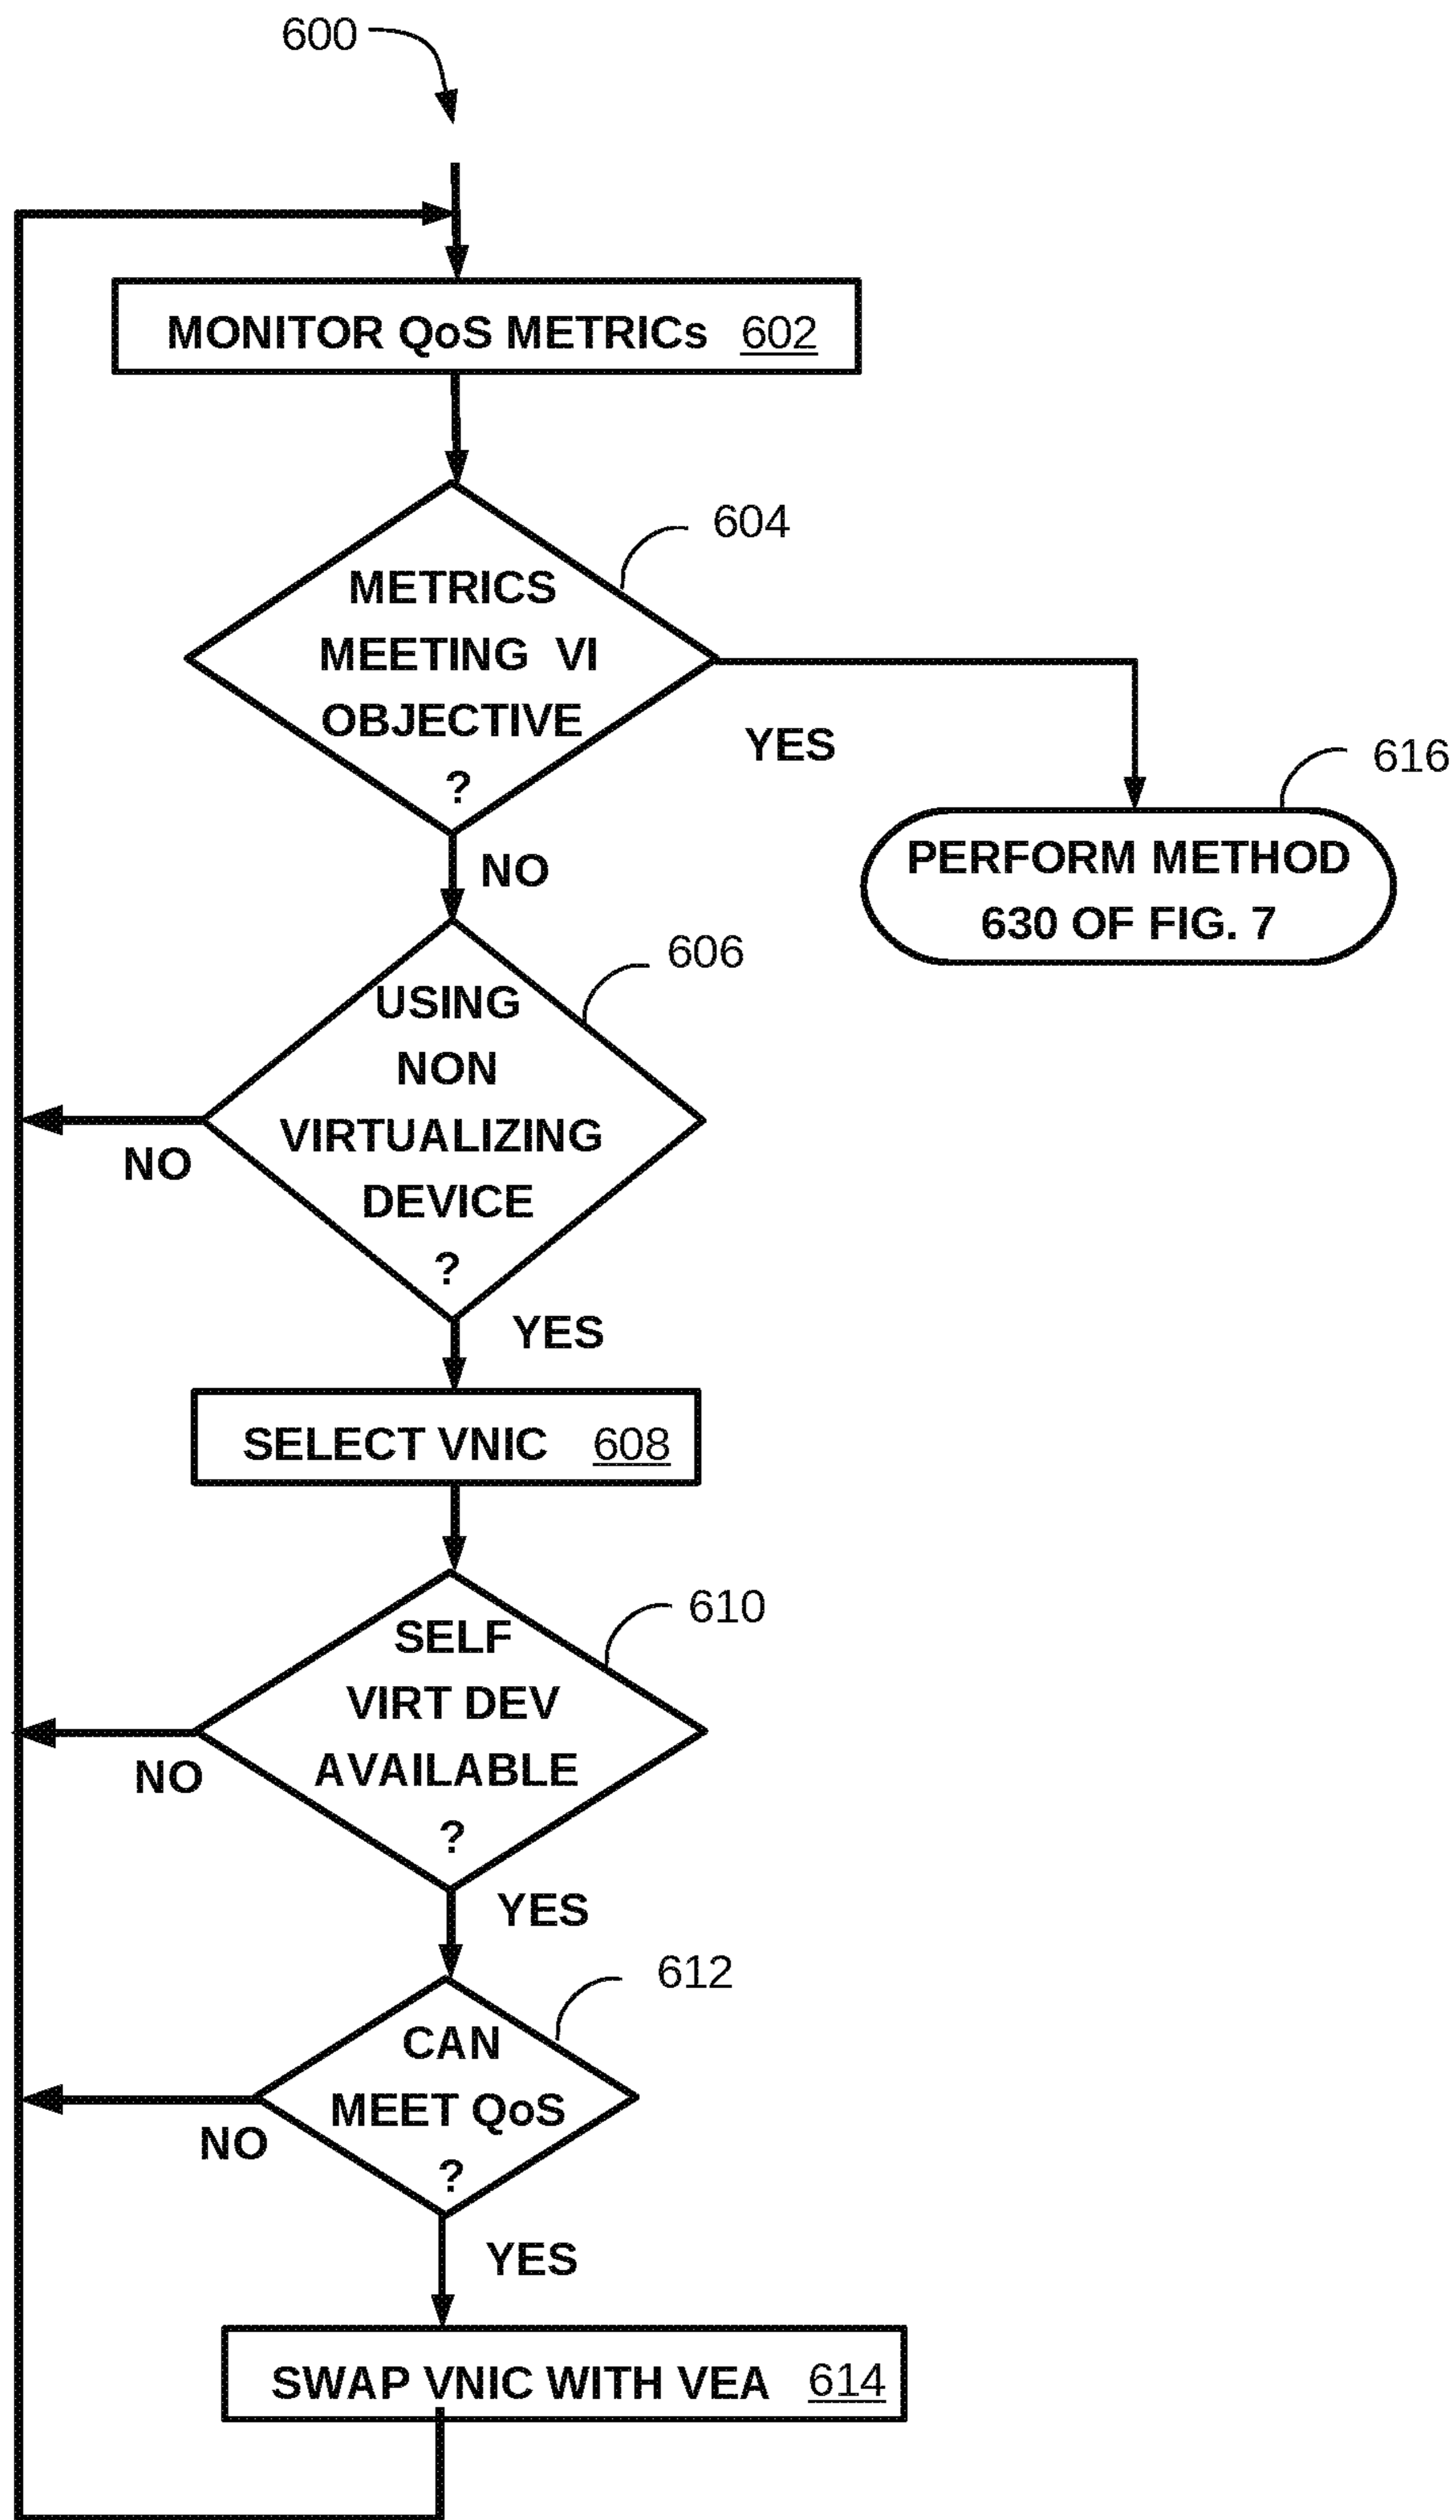 600
MONITOR QoS METRICs 602
604
METRICS
MEETING VI
OBJECTIVE
?
YES
616
PERFORM METHOD
630 OF FIG. 7
NO
606
USING
NON
VIRTUALIZING
DEVICE
?
NO
YES
SELECT VNIC 608
610
SELF
VIRT DEV
AVAILABLE
?
NO
YES
612
CAN
MEET QoS
?
NO
YES
SWAP VNIC WITH VEA 614